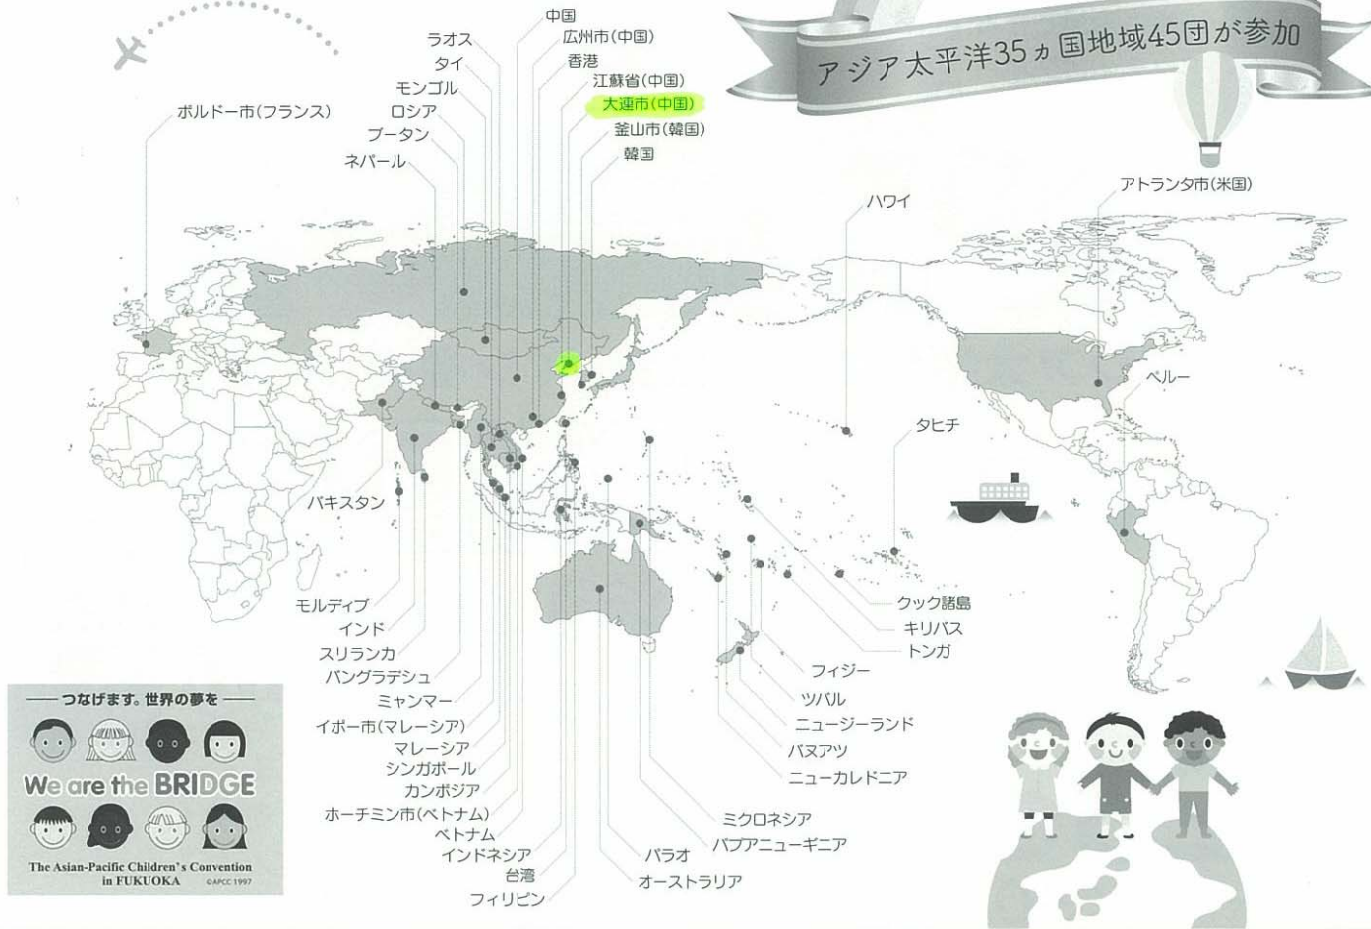 アジア太平洋35ヵ国地域45団が参加
中国
広州市(中国)
香港
江蘇省(中国)
大連市(中国)
釜山市(韓国)
韓国
ラオス
タイ
モンゴル
ロシア
ブータン
ネパール
ボルドー市(フランス)
ハワイ
アトランタ市(米国)
ペルー
タヒチ
パキスタン
モルディブ
インド
スリランカ
バングラデシュ
ミャンマー
イポー市(マレーシア)
マレーシア
シンガポール
カンボジア
ホーチミン市(ベトナム)
ベトナム
インドネシア
台湾
フィリピン
クック諸島
キリバス
トンガ
フィジー
ツバル
ニュージーランド
バヌアツ
ニューカレドニア
ミクロネシア
パプアニューギニア
パラオ
オーストラリア
つなげます。世界の夢を
We are the BRIDGE
The Asian-Pacific Children's Convention
in FUKUOKA ©APCC 1997